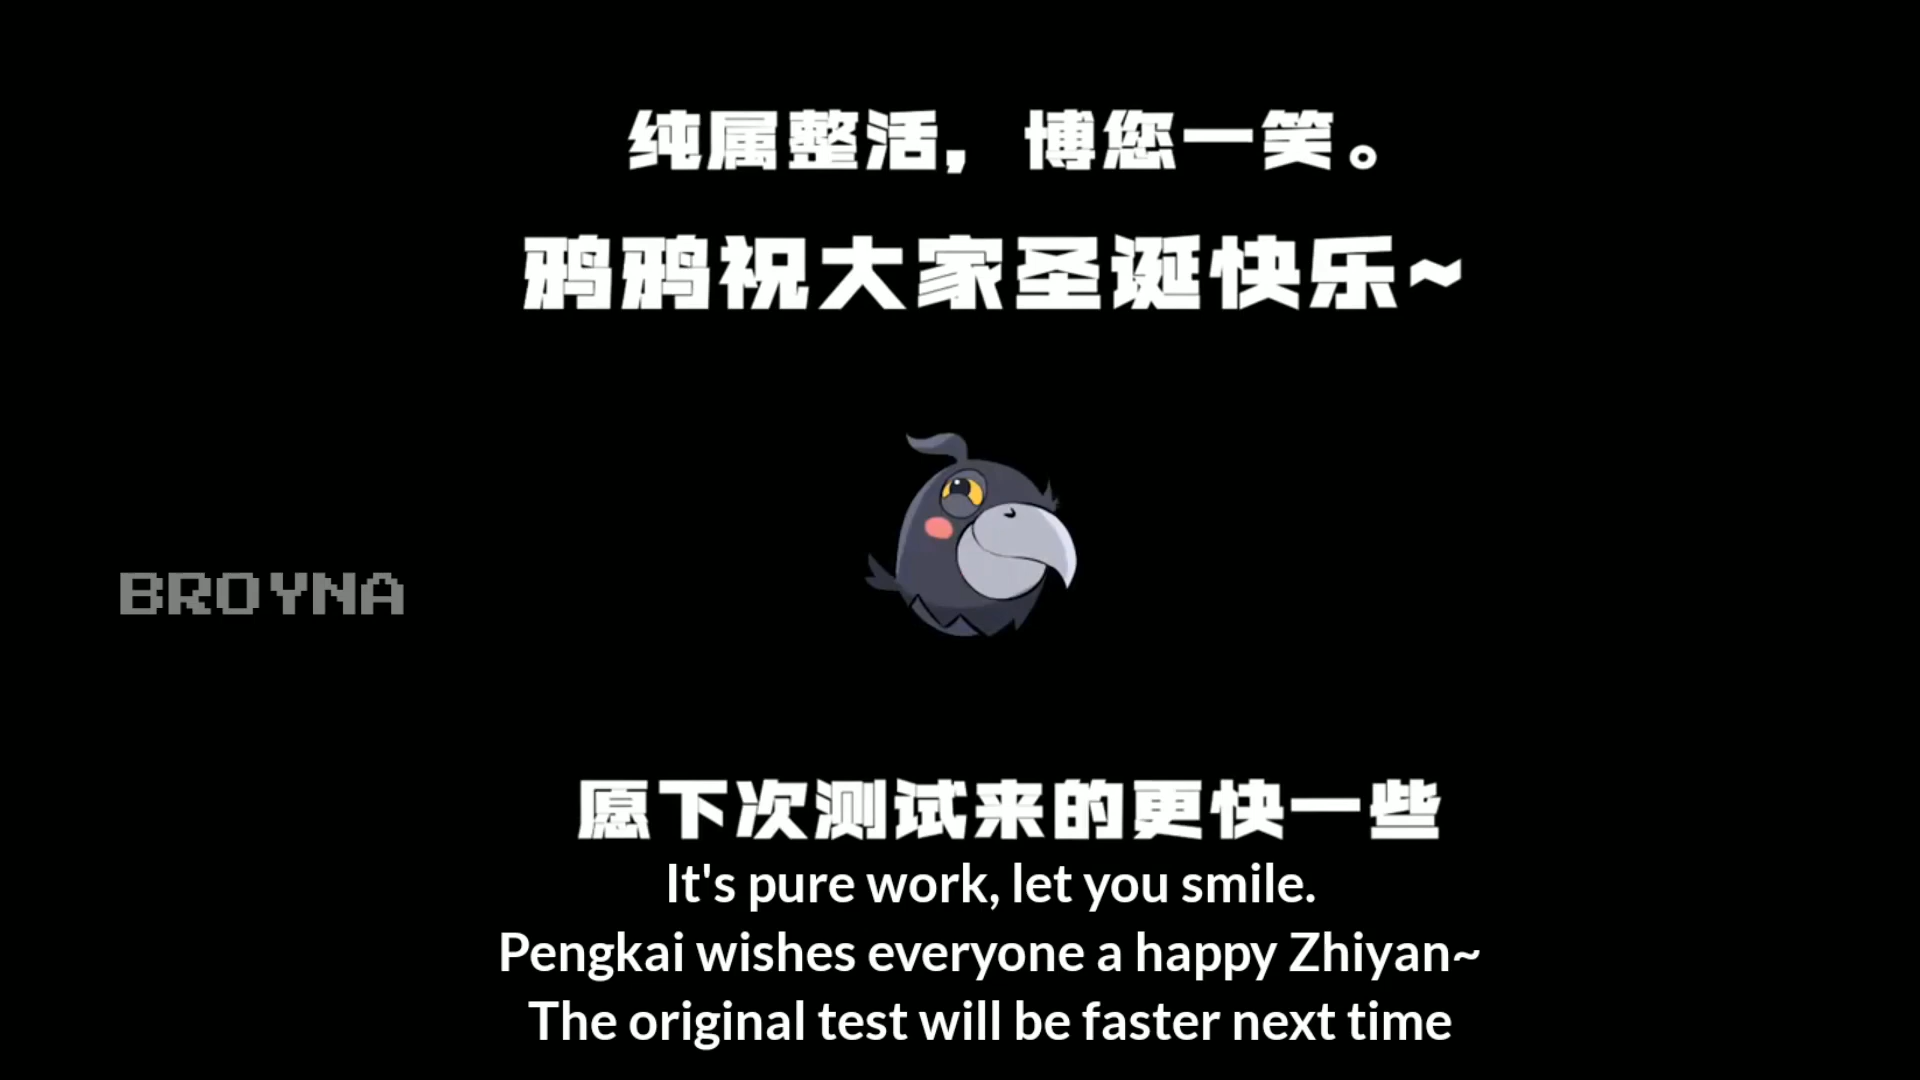 纯属整活，博您一笑。
鸦鸦祝大家圣诞快乐~
BROYNA
愿下次测试来的更快一些
It's pure work, let you smile.
Pengkai wishes everyone a happy Zhiyan~
The original test will be faster next time